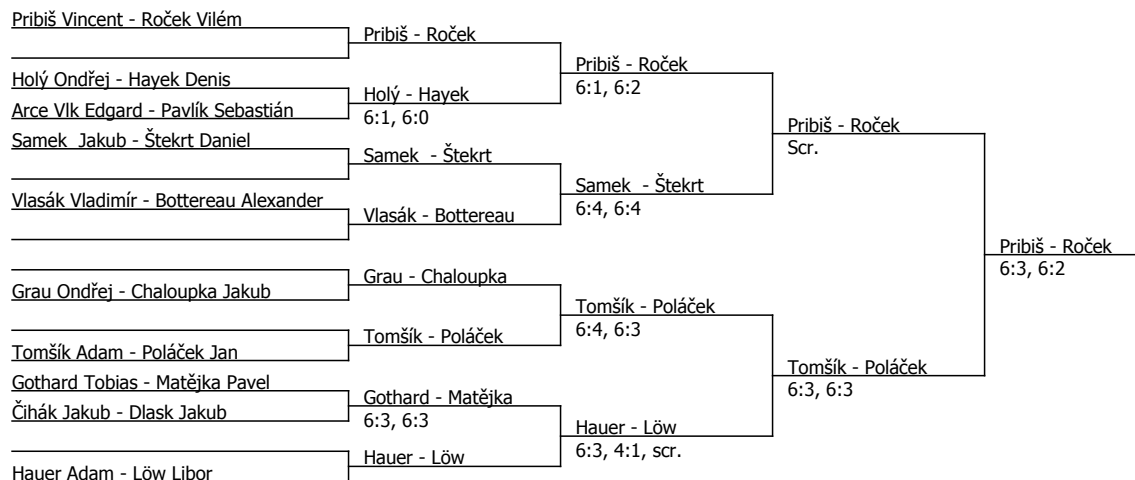 Pribiš Vincent - Roček Vilém
Holý Ondřej - Hayek Denis
Arce Vlk Edgard - Pavlík Sebastián
Samek  Jakub - Štekrt Daniel
Vlasák Vladimír - Bottereau Alexander
Grau Ondřej - Chaloupka Jakub
Tomšík Adam - Poláček Jan
Gothard Tobias - Matějka Pavel
Čihák Jakub - Dlask Jakub
Hauer Adam - Löw Libor
Pribiš - Roček
Holý - Hayek
6:1, 6:0
Samek  - Štekrt
Vlasák - Bottereau
Grau - Chaloupka
Tomšík - Poláček
Gothard - Matějka
6:3, 6:3
Hauer - Löw
Pribiš - Roček
6:1, 6:2
Samek  - Štekrt
6:4, 6:4
Tomšík - Poláček
6:4, 6:3
Hauer - Löw
6:3, 4:1, scr.
Pribiš - Roček
Scr.
Tomšík - Poláček
6:3, 6:3
Pribiš - Roček
6:3, 6:2